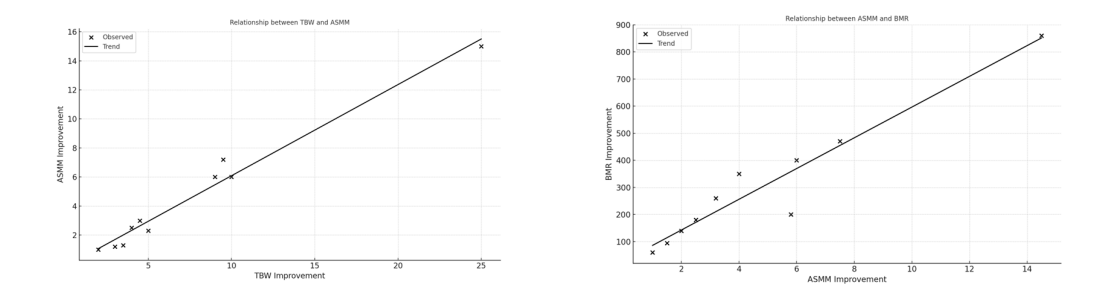 Relationship between TBW and ASMM
16
14
12
10
8
6
4
2
ASMM Improvement
Observed
Trend
5
10
15
20
25
TBW Improvement
Relationship between ASMM and BMR
900
800
700
600
500
400
300
200
100
BMR Improvement
Observed
Trend
2
4
6
8
10
12
14
ASMM Improvement